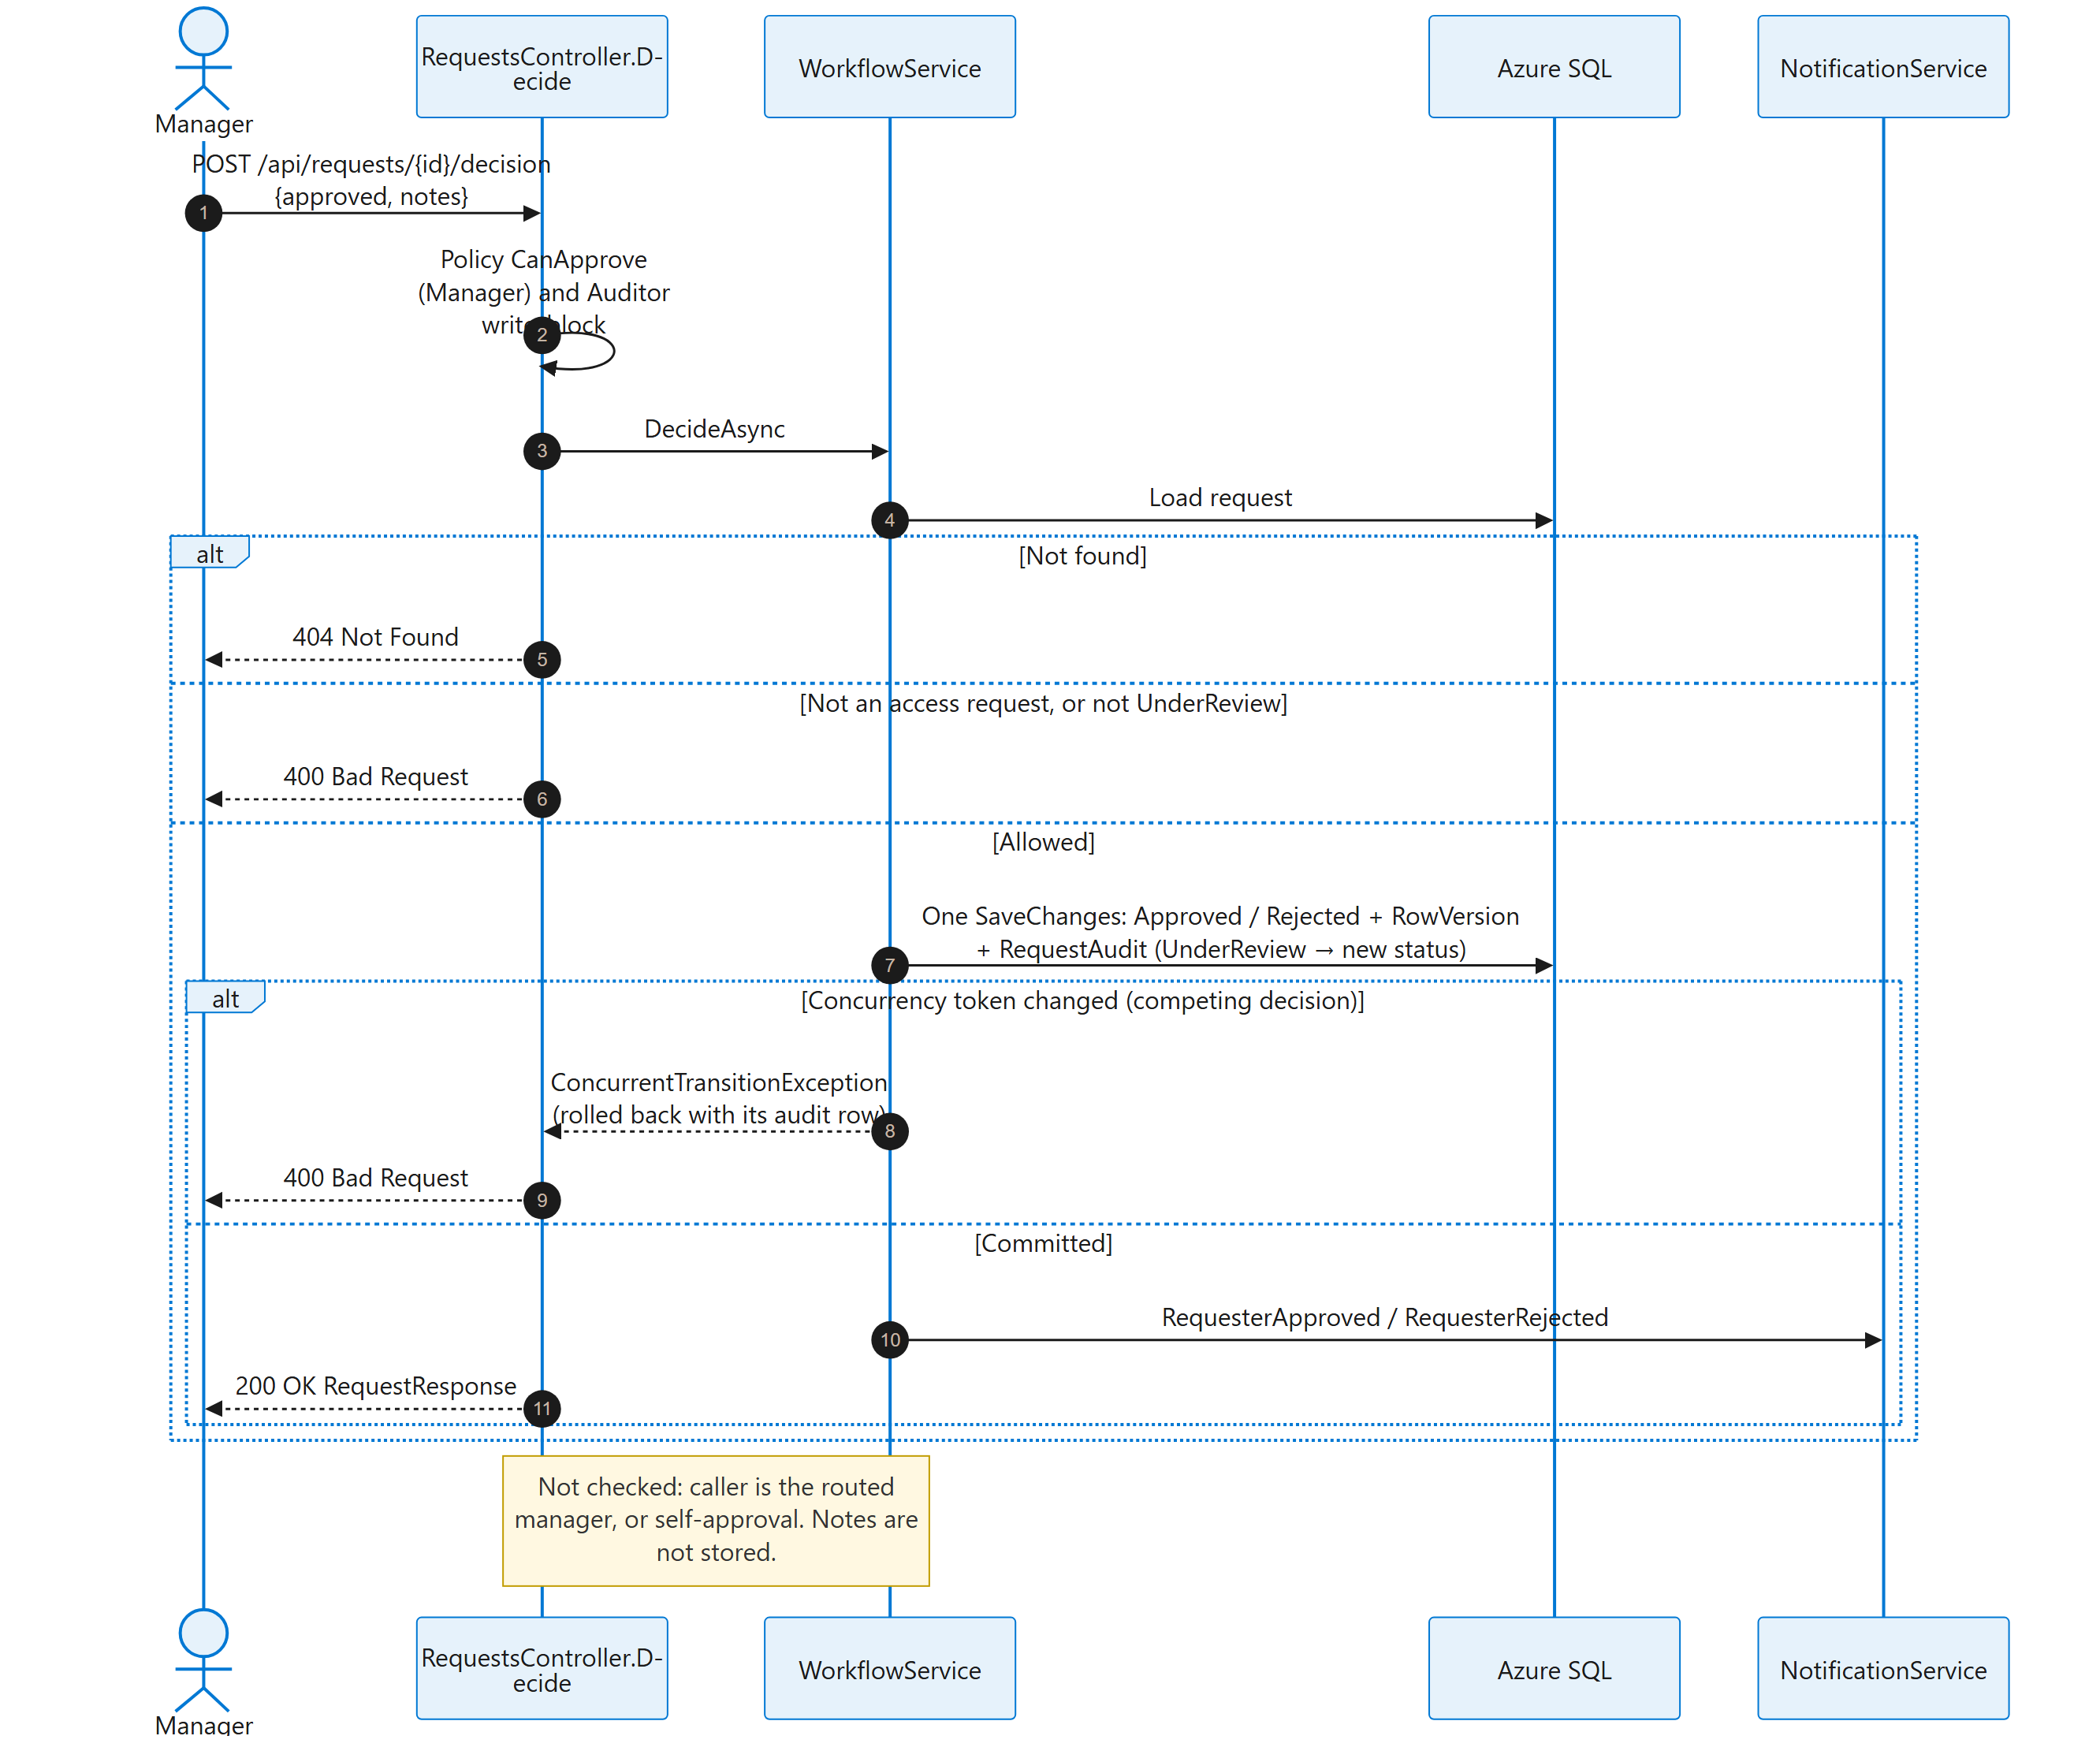 RequestsController.D-
ecide
WorkflowService
Azure SQL
NotificationService
Manager
POST /api/requests/{id}/decision
{approved, notes}
1
Policy CanApprove
(Manager) and Auditor
write block
2
DecideAsync
3
Load request
4
alt
[Not found]
404 Not Found
5
[Not an access request, or not UnderReview]
400 Bad Request
6
[Allowed]
One SaveChanges: Approved / Rejected + RowVersion
+ RequestAudit (UnderReview → new status)
7
alt
[Concurrency token changed (competing decision)]
ConcurrentTransitionException
(rolled back with its audit row)
8
400 Bad Request
9
[Committed]
RequesterApproved / RequesterRejected
10
200 OK RequestResponse
11
Not checked: caller is the routed
manager, or self-approval. Notes are
not stored.
RequestsController.D-
ecide
WorkflowService
Azure SQL
NotificationService
Manager